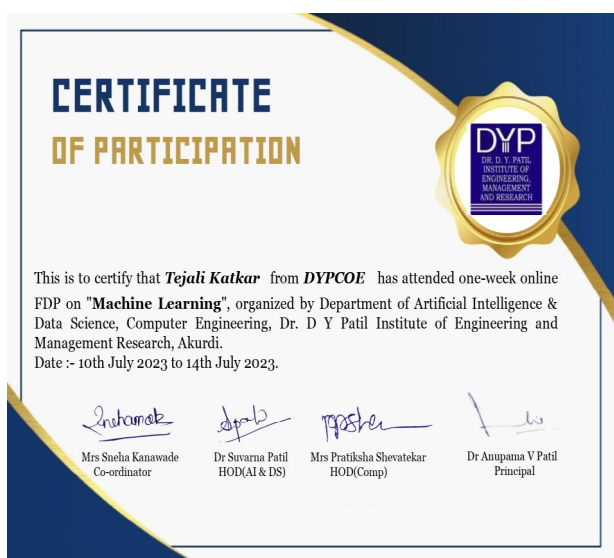 CERTIFICATE
OF PARTICIPATION
DYP
DR. D. Y. PATIL
INSTITUTE OF
ENGINEERING,
MANAGEMENT
AND RESEARCH
This is to certify that Tejali Katkar from DYPCOE has attended one-week online
FDP on "Machine Learning", organized by Department of Artificial Intelligence &
Data Science, Computer Engineering, Dr. D Y Patil Institute of Engineering and
Management Research, Akurdi.
Date :- 10th July 2023 to 14th July 2023.
Mrs Sneha Kanawade
Co-ordinator
Dr Suvarna Patil
HOD(AI & DS)
Mrs Pratiksha Shevatekar
HOD(Comp)
Dr Anupama V Patil
Principal